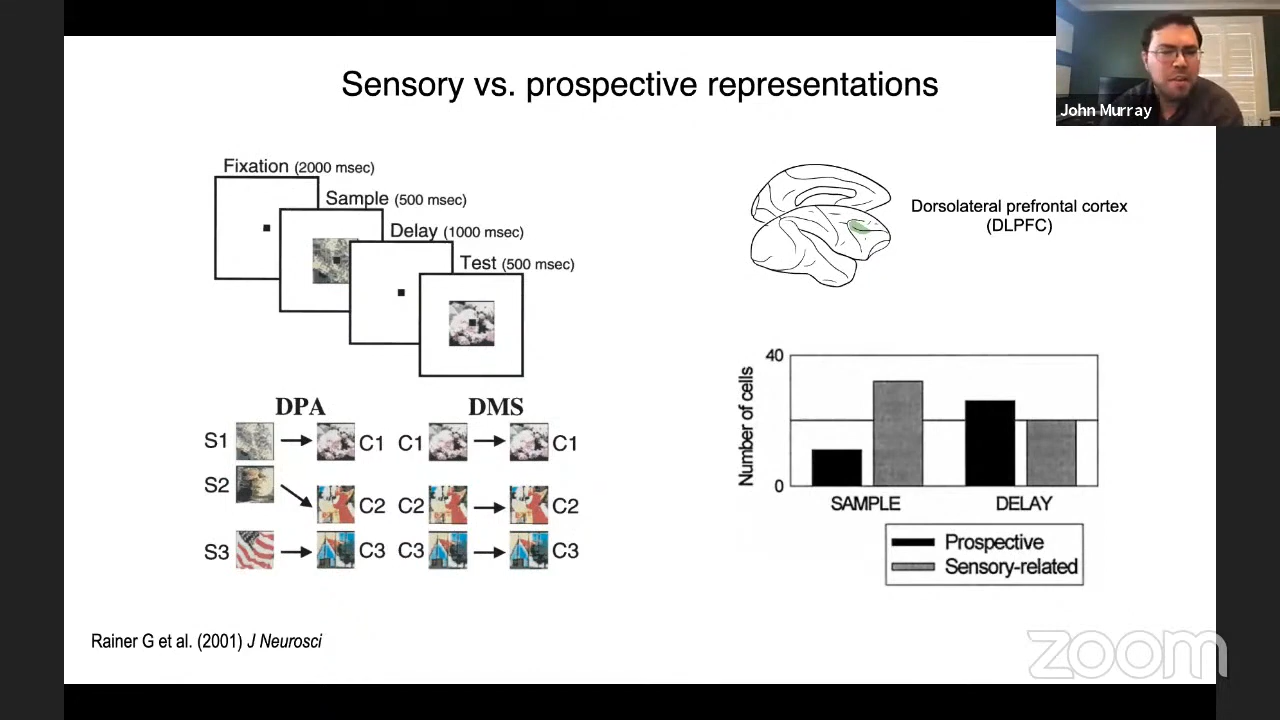 Sensory vs. prospective representations
John Murray
Fixation (2000 msec)
Sample (500 msec)
Delay (1000 msec)
Test (500 msec)
Dorsolateral prefrontal cortex
(DLPFC)
DPA
DMS
S1
C1
C1
C1
S2
C2
C2
C2
S3
C3
C3
C3
Number of cells
40
0
SAMPLE
DELAY
Prospective
Sensory-related
Rainer G et al. (2001) J Neurosci
zoom